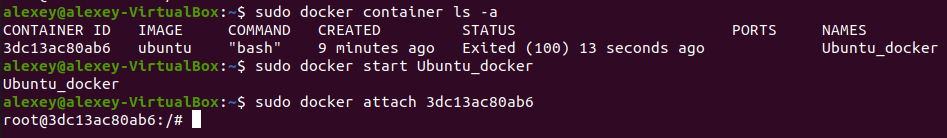 alexey@alexey-VirtualBox:~$ sudo docker container ls -a
CONTAINER ID   IMAGE     COMMAND   CREATED         STATUS                        PORTS     NAMES
3dc13ac80ab6   ubuntu    "bash"    9 minutes ago   Exited (100) 13 seconds ago             Ubuntu_docker
alexey@alexey-VirtualBox:~$ sudo docker start Ubuntu_docker
Ubuntu_docker
alexey@alexey-VirtualBox:~$ sudo docker attach 3dc13ac80ab6
root@3dc13ac80ab6:/#